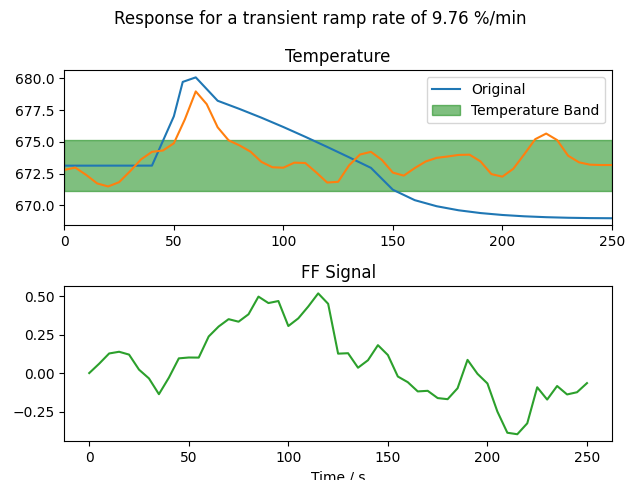 Response for a transient ramp rate of 9.76 %/min
Temperature
680.0
677.5
675.0
672.5
670.0
Original
Temperature Band
0 50 100 150 200 250
FF Signal
0.50
0.25
0.00
−0.25
0 50 100 150 200 250
Time / s